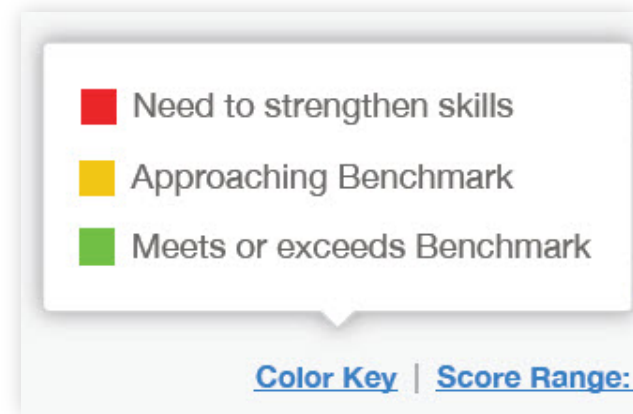 Need to strengthen skills
Approaching Benchmark
Meets or exceeds Benchmark
Color Key | Score Range: